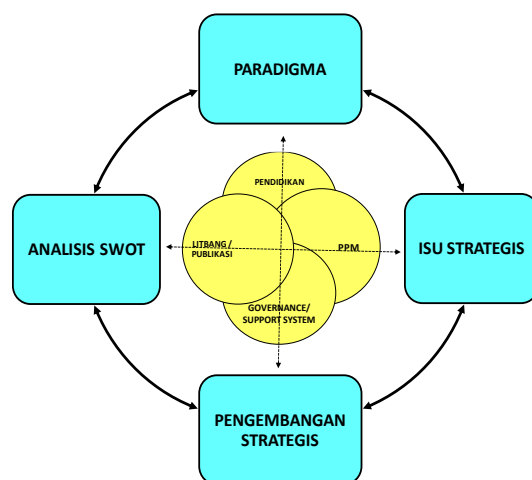 PARADIGMA
PENDIDIKAN
ANALISIS SWOT
LITBANG /
PUBLIKASI
PPM
ISU STRATEGIS
GOVERNANCE/
SUPPORT SYSTEM
PENGEMBANGAN
STRATEGIS